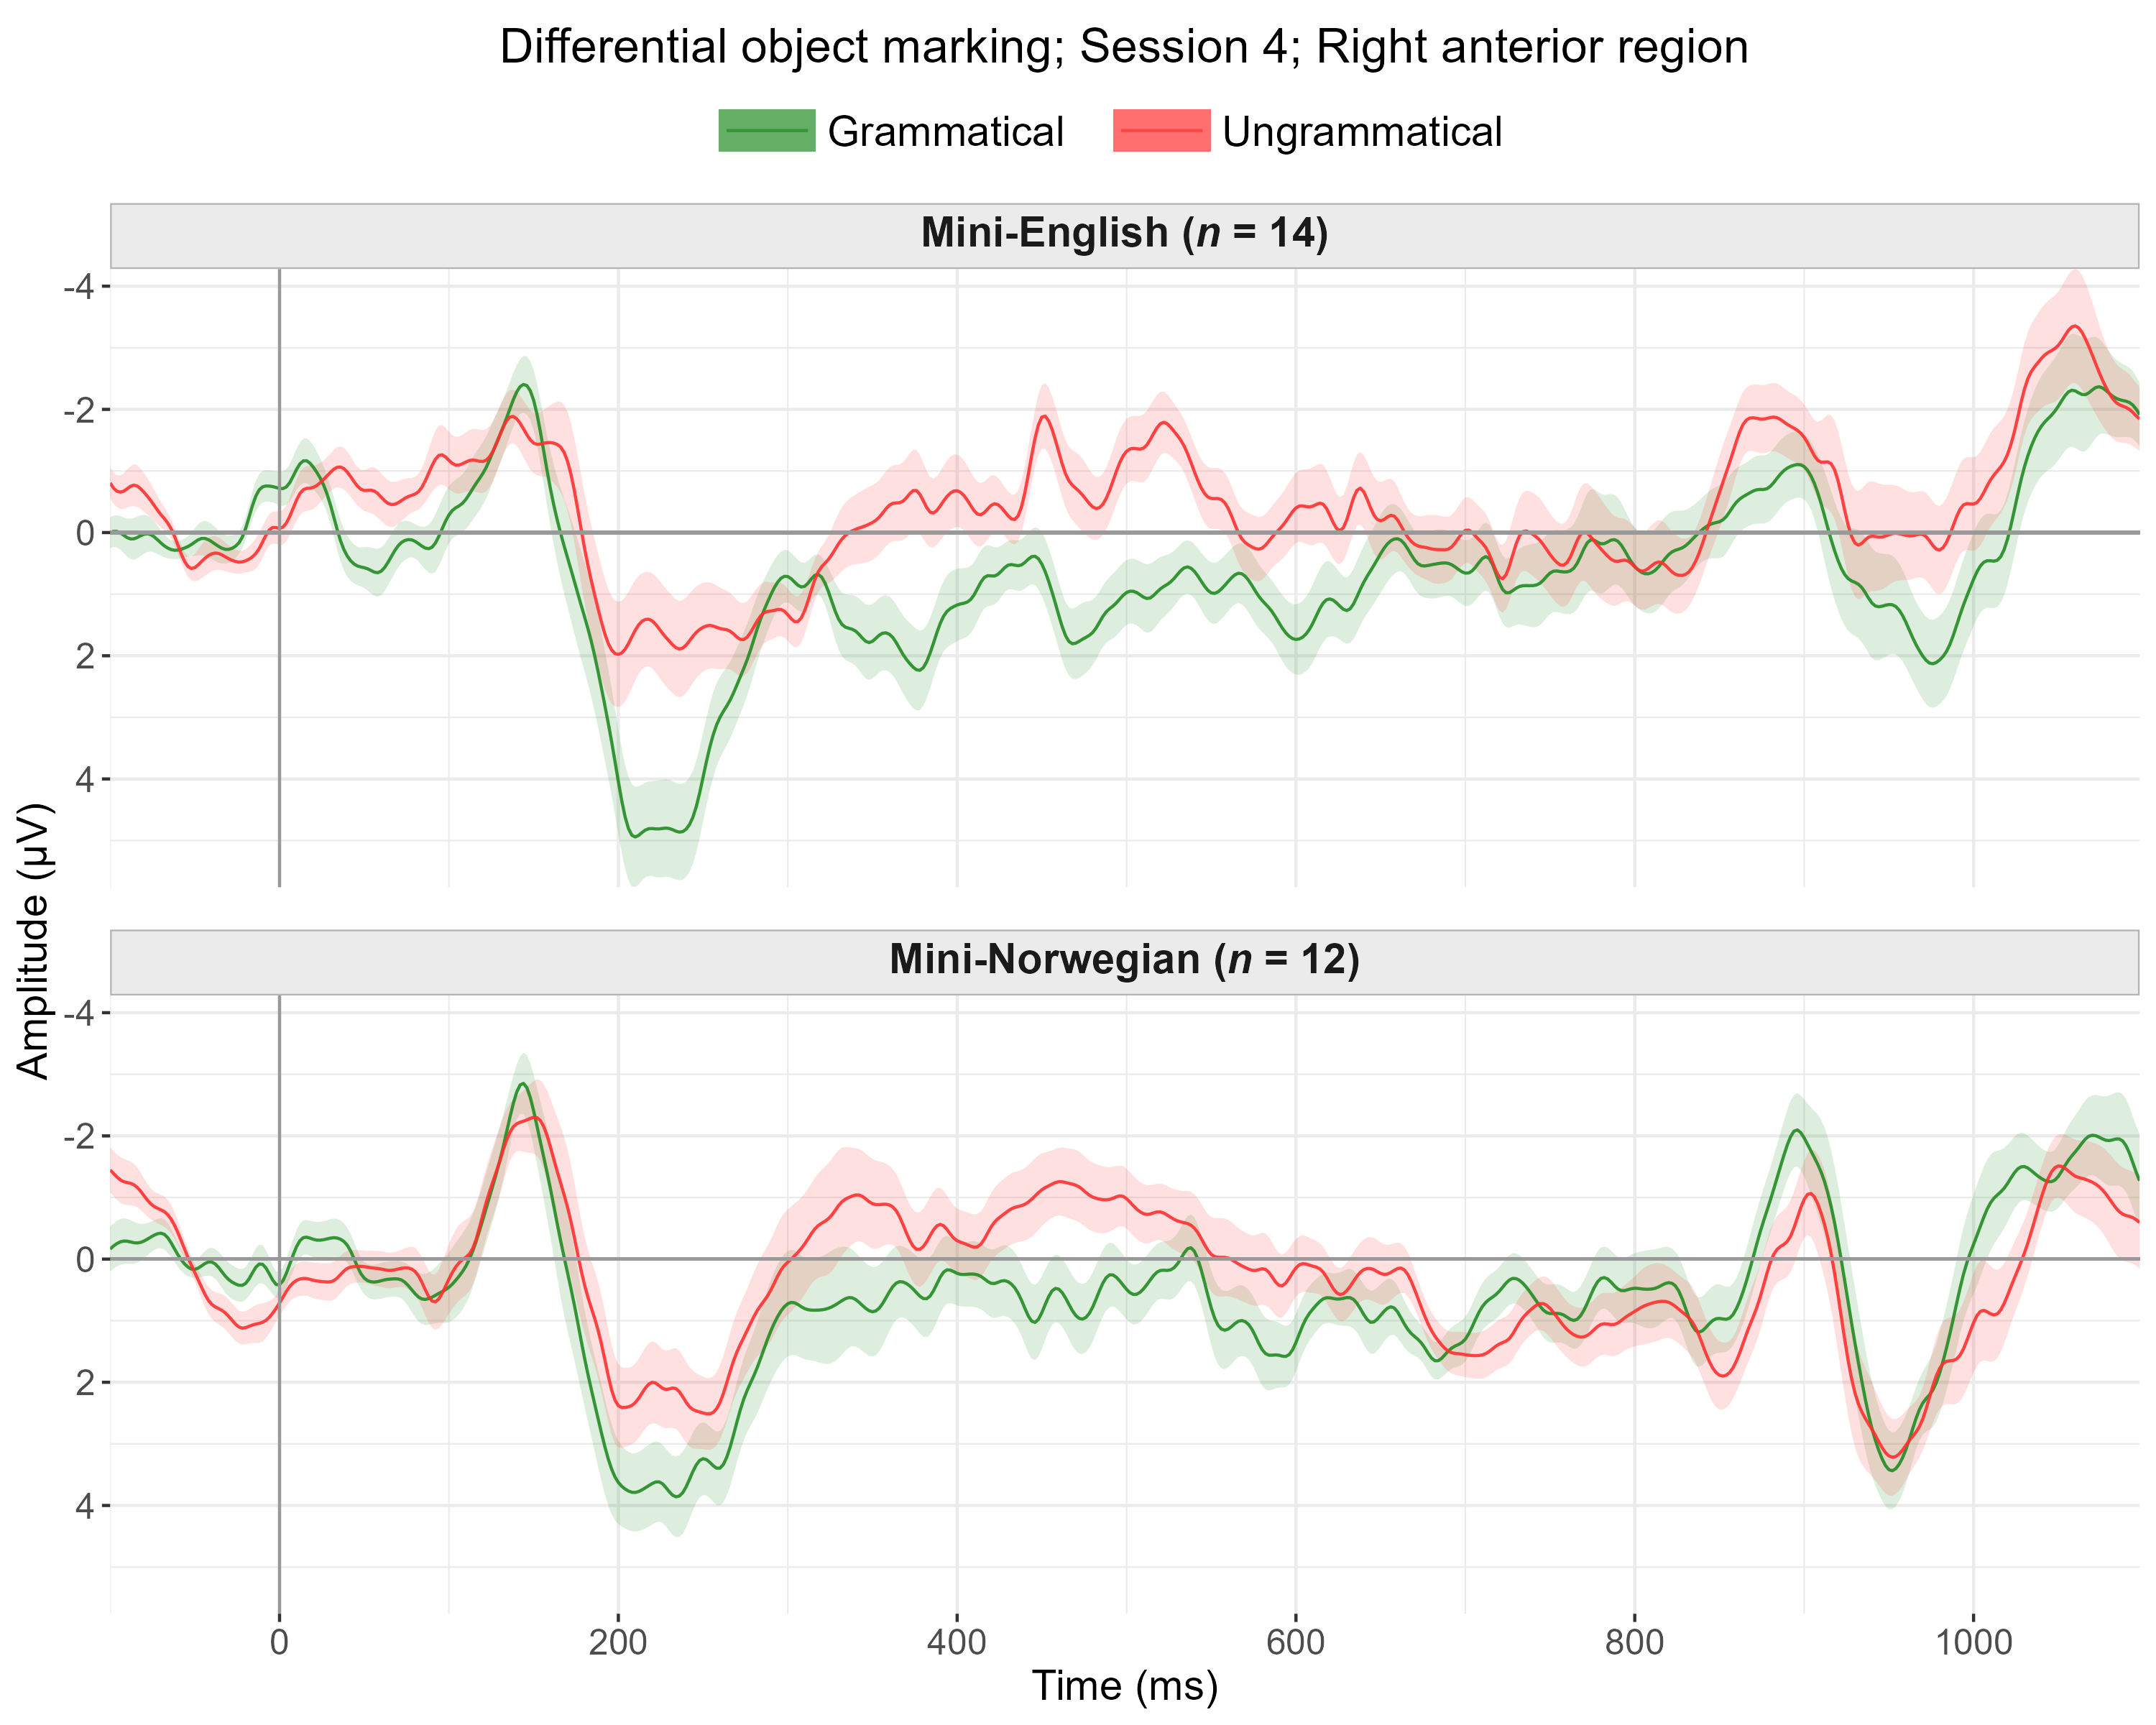 Differential object marking; Session 4; Right anterior region
Grammatical Ungrammatical
Mini-English (n = 14)
-4
-2
0
2
4
Amplitude (µV)
Mini-Norwegian (n = 12)
-4
-2
0
2
4
0 200 400 600 800 1000
Time (ms)